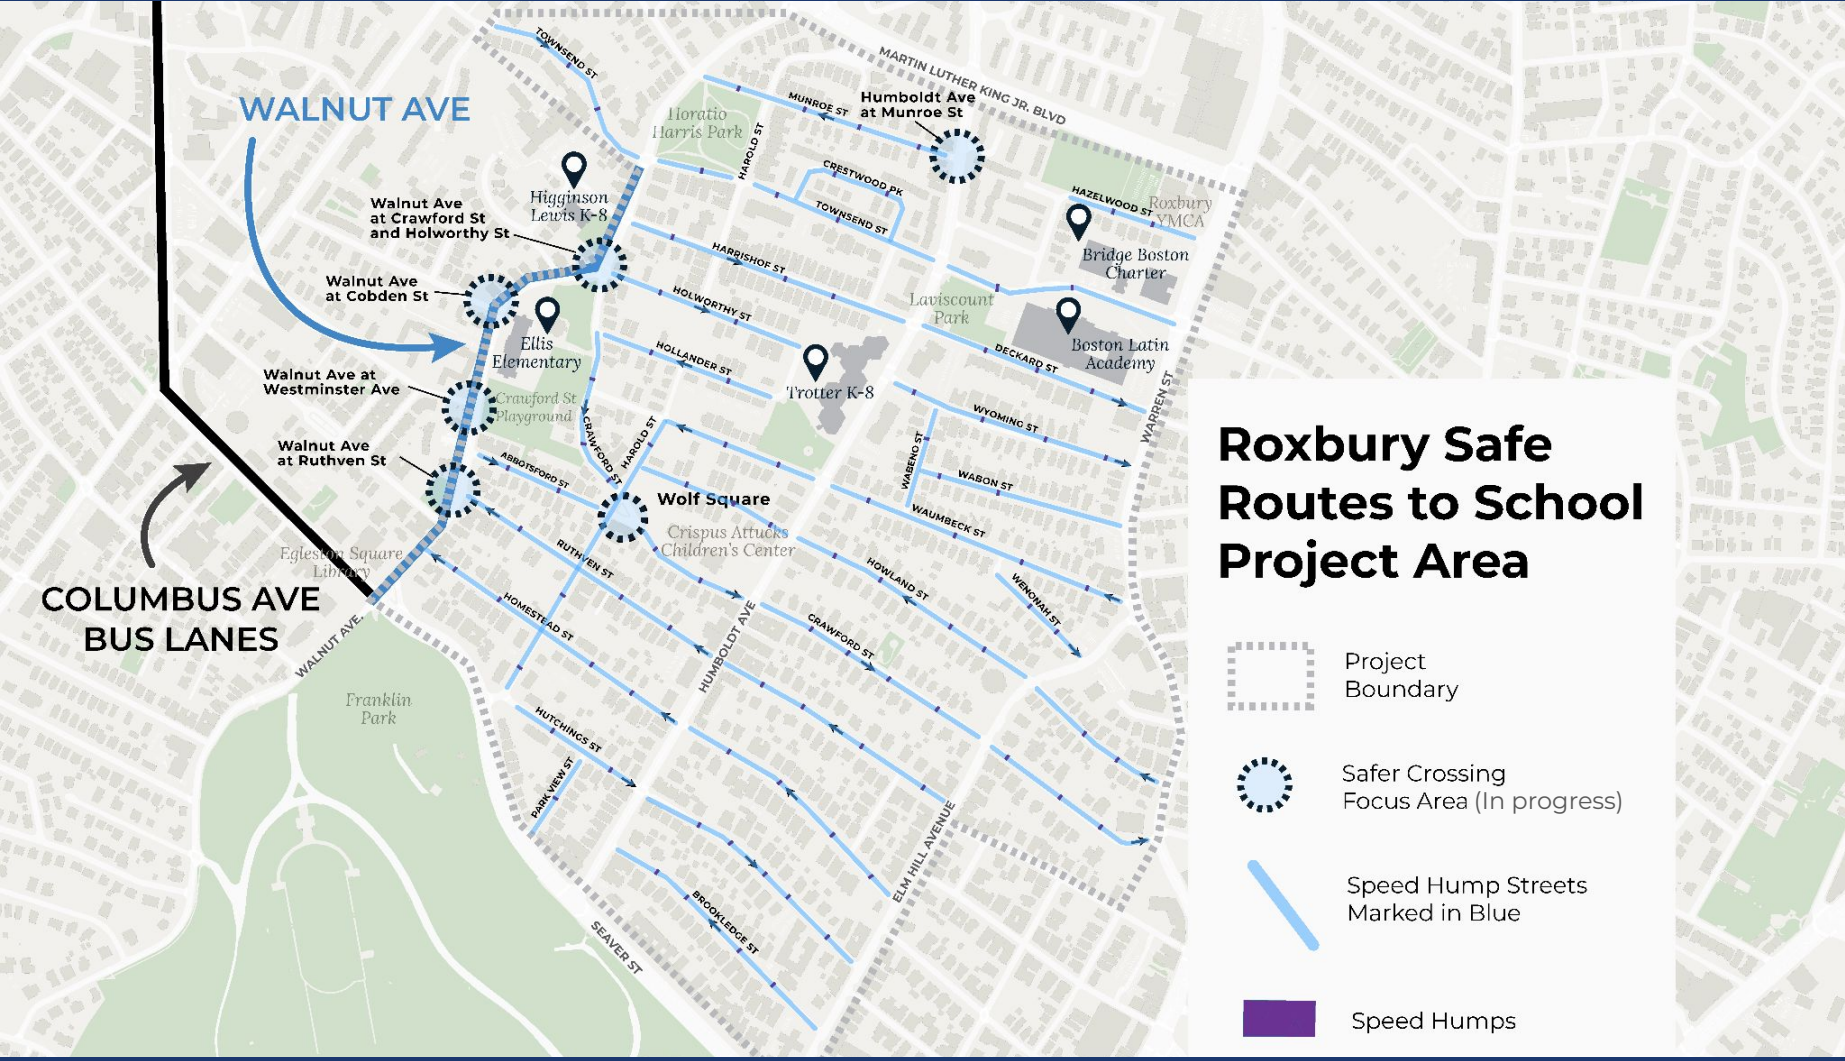 TOWNSEND ST
MARTIN LUTHER KING JR. BLVD
WALNUT AVE
MUNROE ST
Humboldt Ave
at Munroe St
Horatio
Harris Park
HAROLD ST
CRESTWOOD PK
HAZELWOOD ST
Roxbury
YMCA
Higginson
Lewis K-8
Walnut Ave
at Crawford St
and Holworthy St
TOWNSEND ST
HARRISHOF ST
Bridge Boston
Charter
Walnut Ave
at Cobden St
HOLWORTHY ST
Laviscount
Park
Ellis
Elementary
HOLLANDER ST
Boston Latin
Academy
DECKARD ST
Trotter K-8
Walnut Ave at
Westminster Ave
Crawford St
Playground
WARREN ST
WYOMING ST
CRAWFORD ST
HAROLD ST
WABENO ST
Walnut Ave
at Ruthven St
ABBOTSFORD ST
WABON ST
Wolf Square
WAUMBECK ST
Crispus Attucks
Children's Center
Egleston Square
Library
RUTHVEN ST
HOWLAND ST
WENONAH ST
COLUMBUS AVE
BUS LANES
HOMESTEAD ST
WALNUT AVE.
HUMBOLDT AVE
CRAWFORD ST
Franklin
Park
HUTCHINGS ST
PARK VIEW ST
ELM HILL AVENUE
BROOKLEDGE ST
SEAVER ST
Roxbury Safe
Routes to School
Project Area
Project
Boundary
Safer Crossing
Focus Area (In progress)
Speed Hump Streets
Marked in Blue
Speed Humps